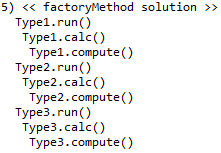 5) << factoryMethod solution >>
Type1.run()
Type1.calc()
Type1.compute()
Type2.run()
Type2.calc()
Type2.compute()
Type3.run()
Type3.calc()
Type3.compute()